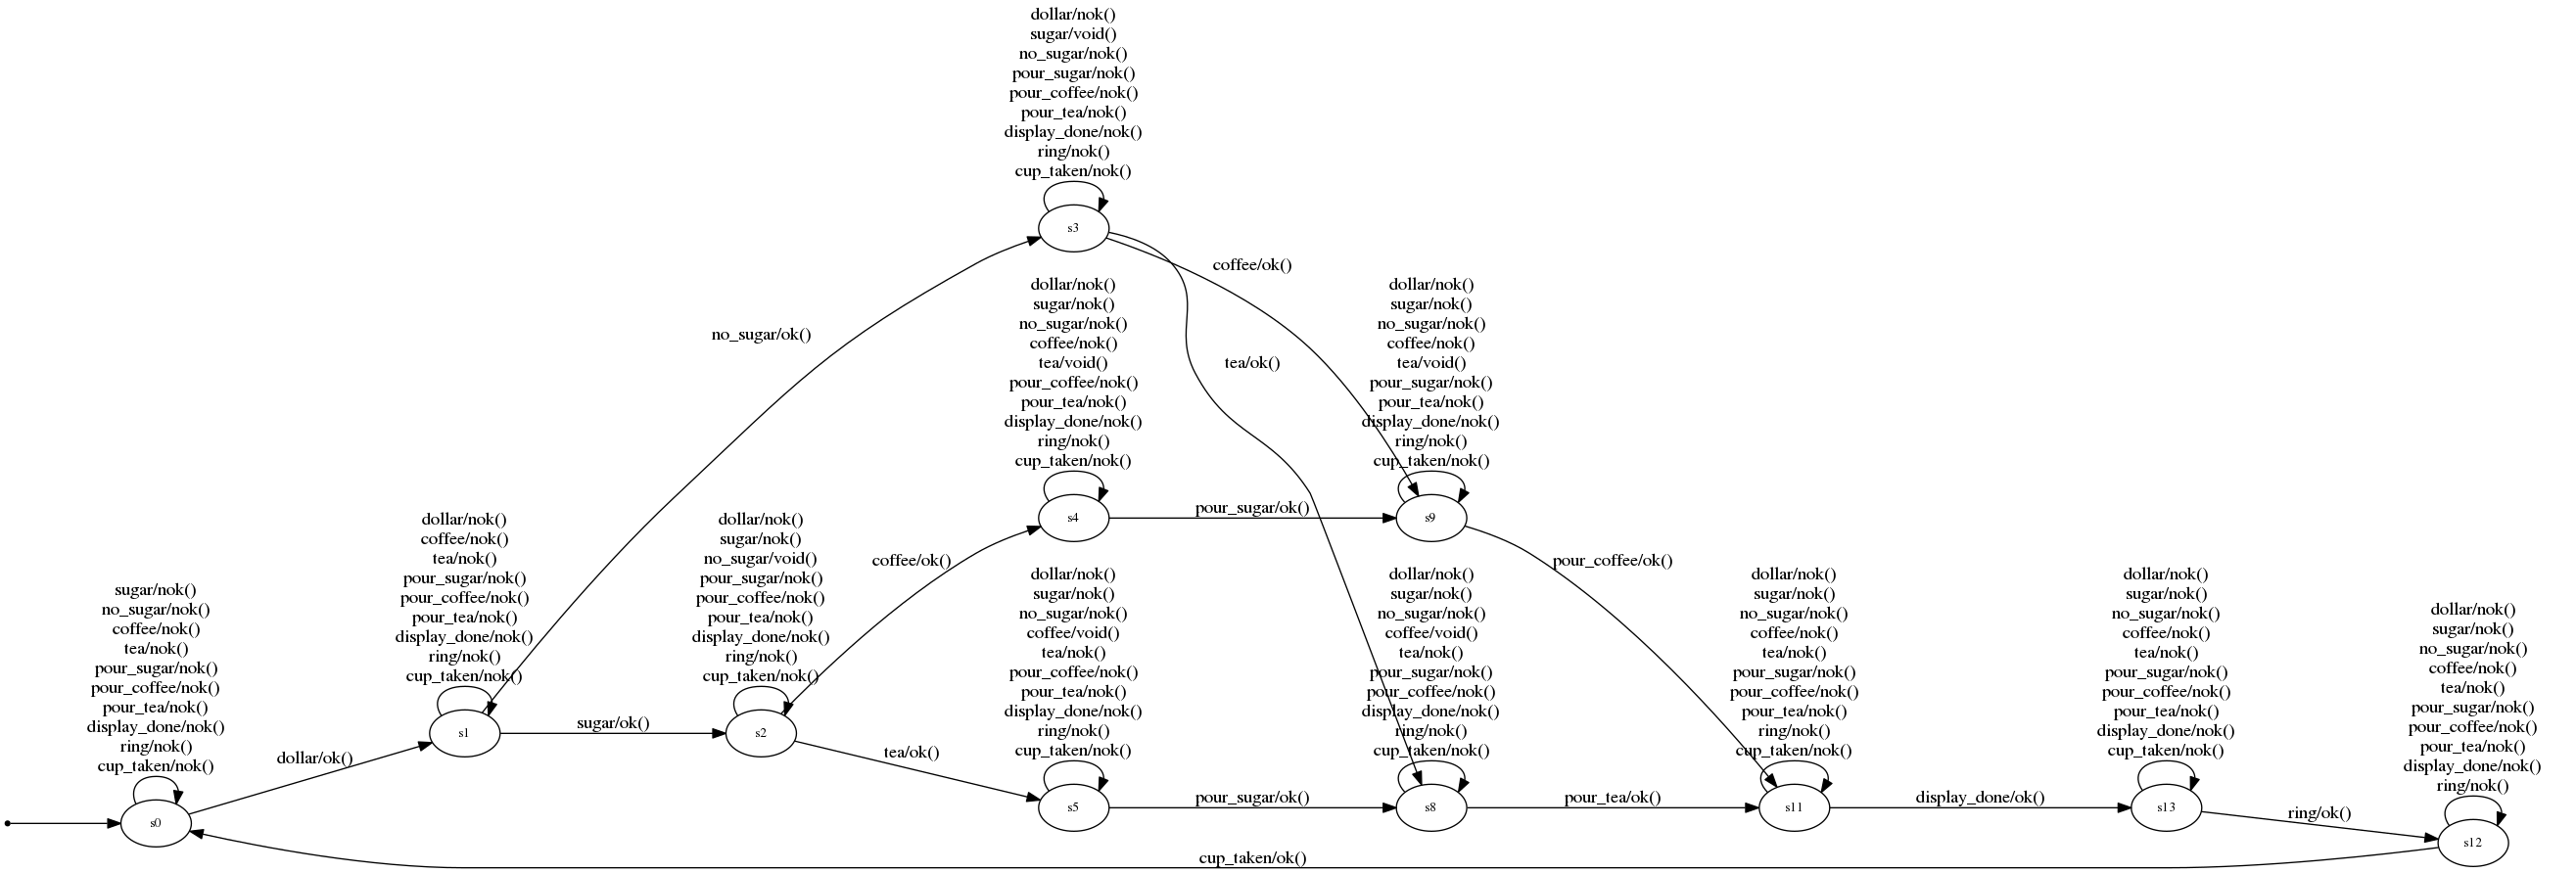 dollar/nok()
sugar/void()
no_sugar/nok()
pour_sugar/nok()
pour_coffee/nok()
pour_tea/nok()
display_done/nok()
ring/nok()
cup_taken/nok()
s3
coffee/ok()
no_sugar/ok()
tea/ok()
dollar/nok()
sugar/nok()
no_sugar/nok()
coffee/nok()
tea/void()
pour_coffee/nok()
pour_tea/nok()
display_done/nok()
ring/nok()
cup_taken/nok()
s4
pour_sugar/ok()
dollar/nok()
sugar/nok()
no_sugar/nok()
coffee/nok()
tea/void()
pour_sugar/nok()
pour_tea/nok()
display_done/nok()
ring/nok()
cup_taken/nok()
s9
pour_coffee/ok()
sugar/nok()
no_sugar/nok()
coffee/nok()
tea/nok()
pour_sugar/nok()
pour_coffee/nok()
pour_tea/nok()
display_done/nok()
ring/nok()
cup_taken/nok()
s0
dollar/ok()
dollar/nok()
coffee/nok()
tea/nok()
pour_sugar/nok()
pour_coffee/nok()
pour_tea/nok()
display_done/nok()
ring/nok()
cup_taken/nok()
s1
sugar/ok()
dollar/nok()
sugar/nok()
no_sugar/void()
pour_sugar/nok()
pour_coffee/nok()
pour_tea/nok()
display_done/nok()
ring/nok()
cup_taken/nok()
s2
coffee/ok()
tea/ok()
dollar/nok()
sugar/nok()
no_sugar/nok()
coffee/void()
tea/nok()
pour_coffee/nok()
pour_tea/nok()
display_done/nok()
ring/nok()
cup_taken/nok()
s5
pour_sugar/ok()
dollar/nok()
sugar/nok()
no_sugar/nok()
coffee/void()
tea/nok()
pour_sugar/nok()
pour_coffee/nok()
display_done/nok()
ring/nok()
cup_taken/nok()
s8
pour_tea/ok()
dollar/nok()
sugar/nok()
no_sugar/nok()
coffee/nok()
tea/nok()
pour_sugar/nok()
pour_coffee/nok()
pour_tea/nok()
ring/nok()
cup_taken/nok()
s11
display_done/ok()
dollar/nok()
sugar/nok()
no_sugar/nok()
coffee/nok()
tea/nok()
pour_sugar/nok()
pour_coffee/nok()
pour_tea/nok()
display_done/nok()
cup_taken/nok()
s13
ring/ok()
dollar/nok()
sugar/nok()
no_sugar/nok()
coffee/nok()
tea/nok()
pour_sugar/nok()
pour_coffee/nok()
pour_tea/nok()
display_done/nok()
ring/nok()
s12
cup_taken/ok()